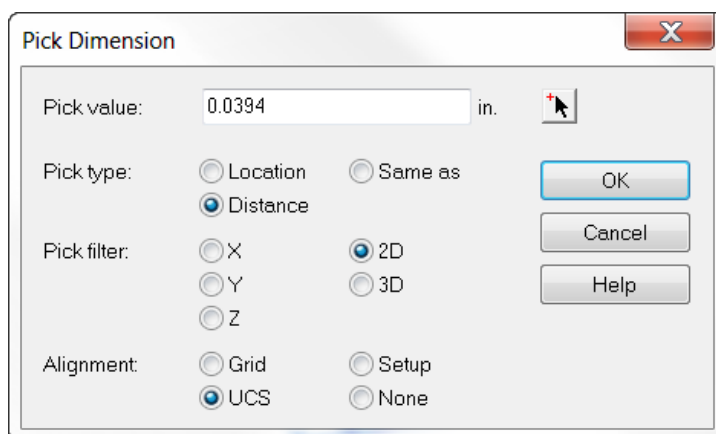 Pick Dimension
Pick value: 0.0394 in.
Pick type: Location Same as
Distance
OK
Pick filter: X 2D
Cancel
Y 3D
Help
Z
Alignment: Grid Setup
UCS None